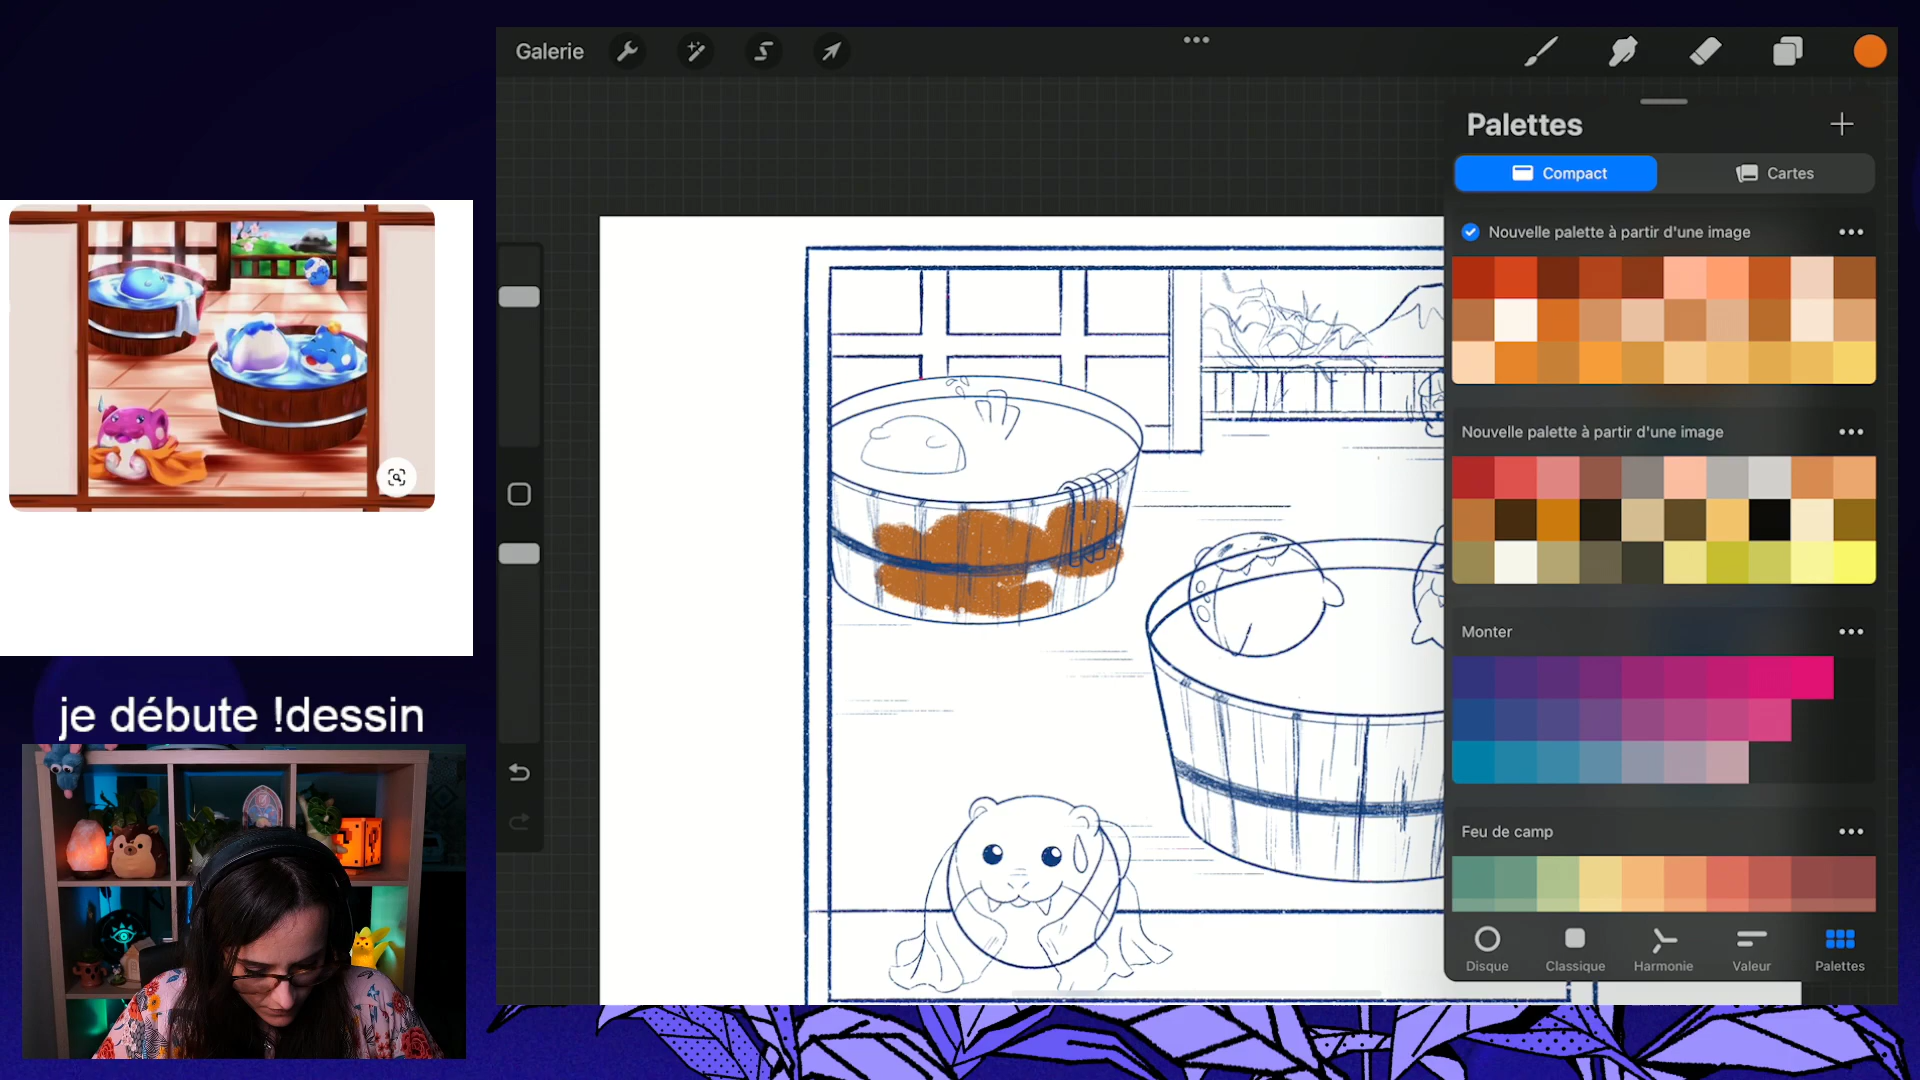 Galerie
Palettes
Compact
Cartes
Nouvelle palette à partir d'une image
Nouvelle palette à partir d'une image
Monter
Feu de camp
Disque
Classique
Harmonie
Valeur
Palettes
je débute !dessin